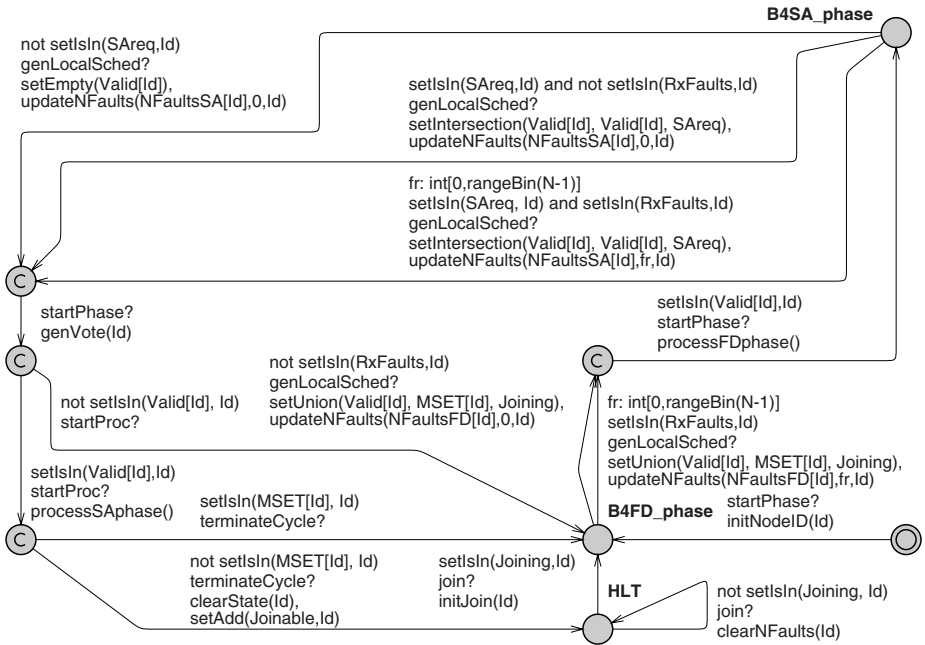 B4SA_phase
not setIsIn(SAreq,Id)
genLocalSched?
setEmpty(Valid[Id]),
updateNFaults(NFaultsSA[Id],0,Id)
setIsIn(SAreq,Id) and not setIsIn(RxFaults,Id)
genLocalSched?
setIntersection(Valid[Id], Valid[Id], SAreq),
updateNFaults(NFaultsSA[Id],0,Id)
fr: int[0,rangeBin(N-1)]
setIsIn(SAreq, Id) and setIsIn(RxFaults,Id)
genLocalSched?
setIntersection(Valid[Id], Valid[Id], SAreq),
updateNFaults(NFaultsSA[Id],fr,Id)
C
startPhase?
genVote(Id)
setIsIn(Valid[Id],Id)
startPhase?
processFDphase()
C
C
not setIsIn(RxFaults,Id)
genLocalSched?
setUnion(Valid[Id], MSET[Id], Joining),
updateNFaults(NFaultsFD[Id],0,Id)
not setIsIn(Valid[Id], Id)
startProc?
fr: int[0,rangeBin(N-1)]
setIsIn(RxFaults,Id)
genLocalSched?
setUnion(Valid[Id], MSET[Id], Joining),
updateNFaults(NFaultsFD[Id],fr,Id)
setIsIn(Valid[Id],Id)
startProc?
processSAphase()
C
setIsIn(MSET[Id], Id)
terminateCycle?
B4FD_phase
startPhase?
initNodeID(Id)
not setIsIn(MSET[Id], Id)
terminateCycle?
clearState(Id),
setAdd(Joinable,Id)
setIsIn(Joining,Id)
join?
initJoin(Id)
HLT
not setIsIn(Joining, Id)
join?
clearNFaults(Id)